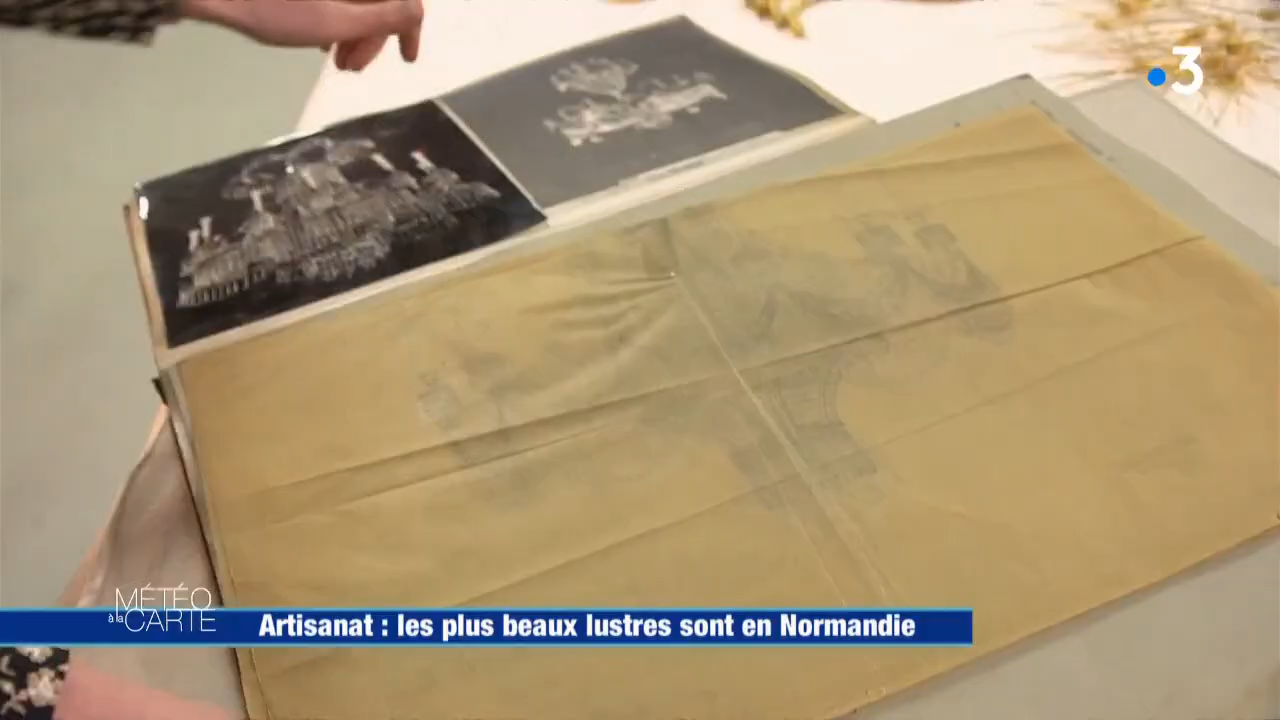 3
MÉTÉO
à la CARTE
Artisanat : les plus beaux lustres sont en Normandie